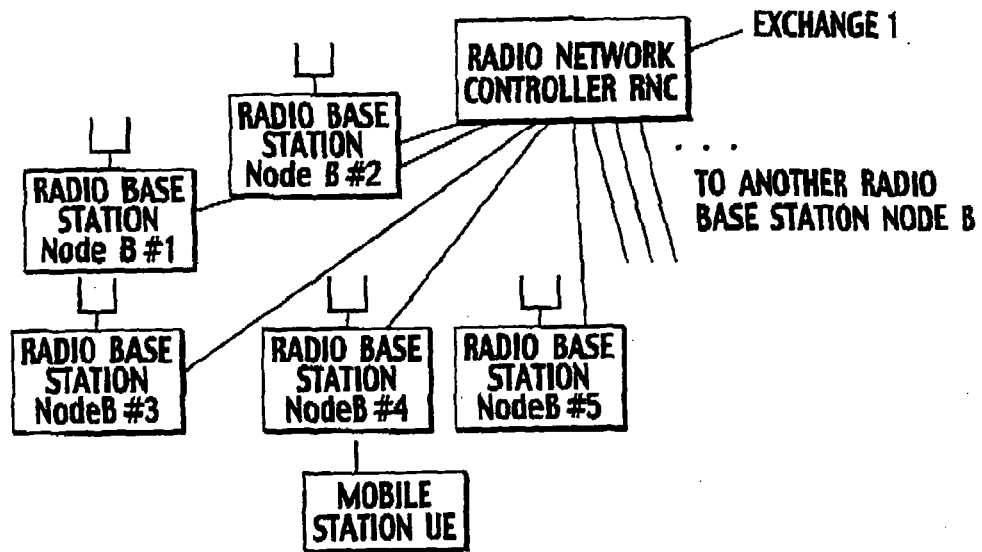 EXCHANGE 1
RADIO NETWORK
CONTROLLER RNC
RADIO BASE
STATION
Node B #2
. . .
TO ANOTHER RADIO
BASE STATION NODE B
RADIO BASE
STATION
Node B #1
RADIO BASE
STATION
NodeB #3
RADIO BASE
STATION
NodeB #4
RADIO BASE
STATION
NodeB #5
MOBILE
STATION UE